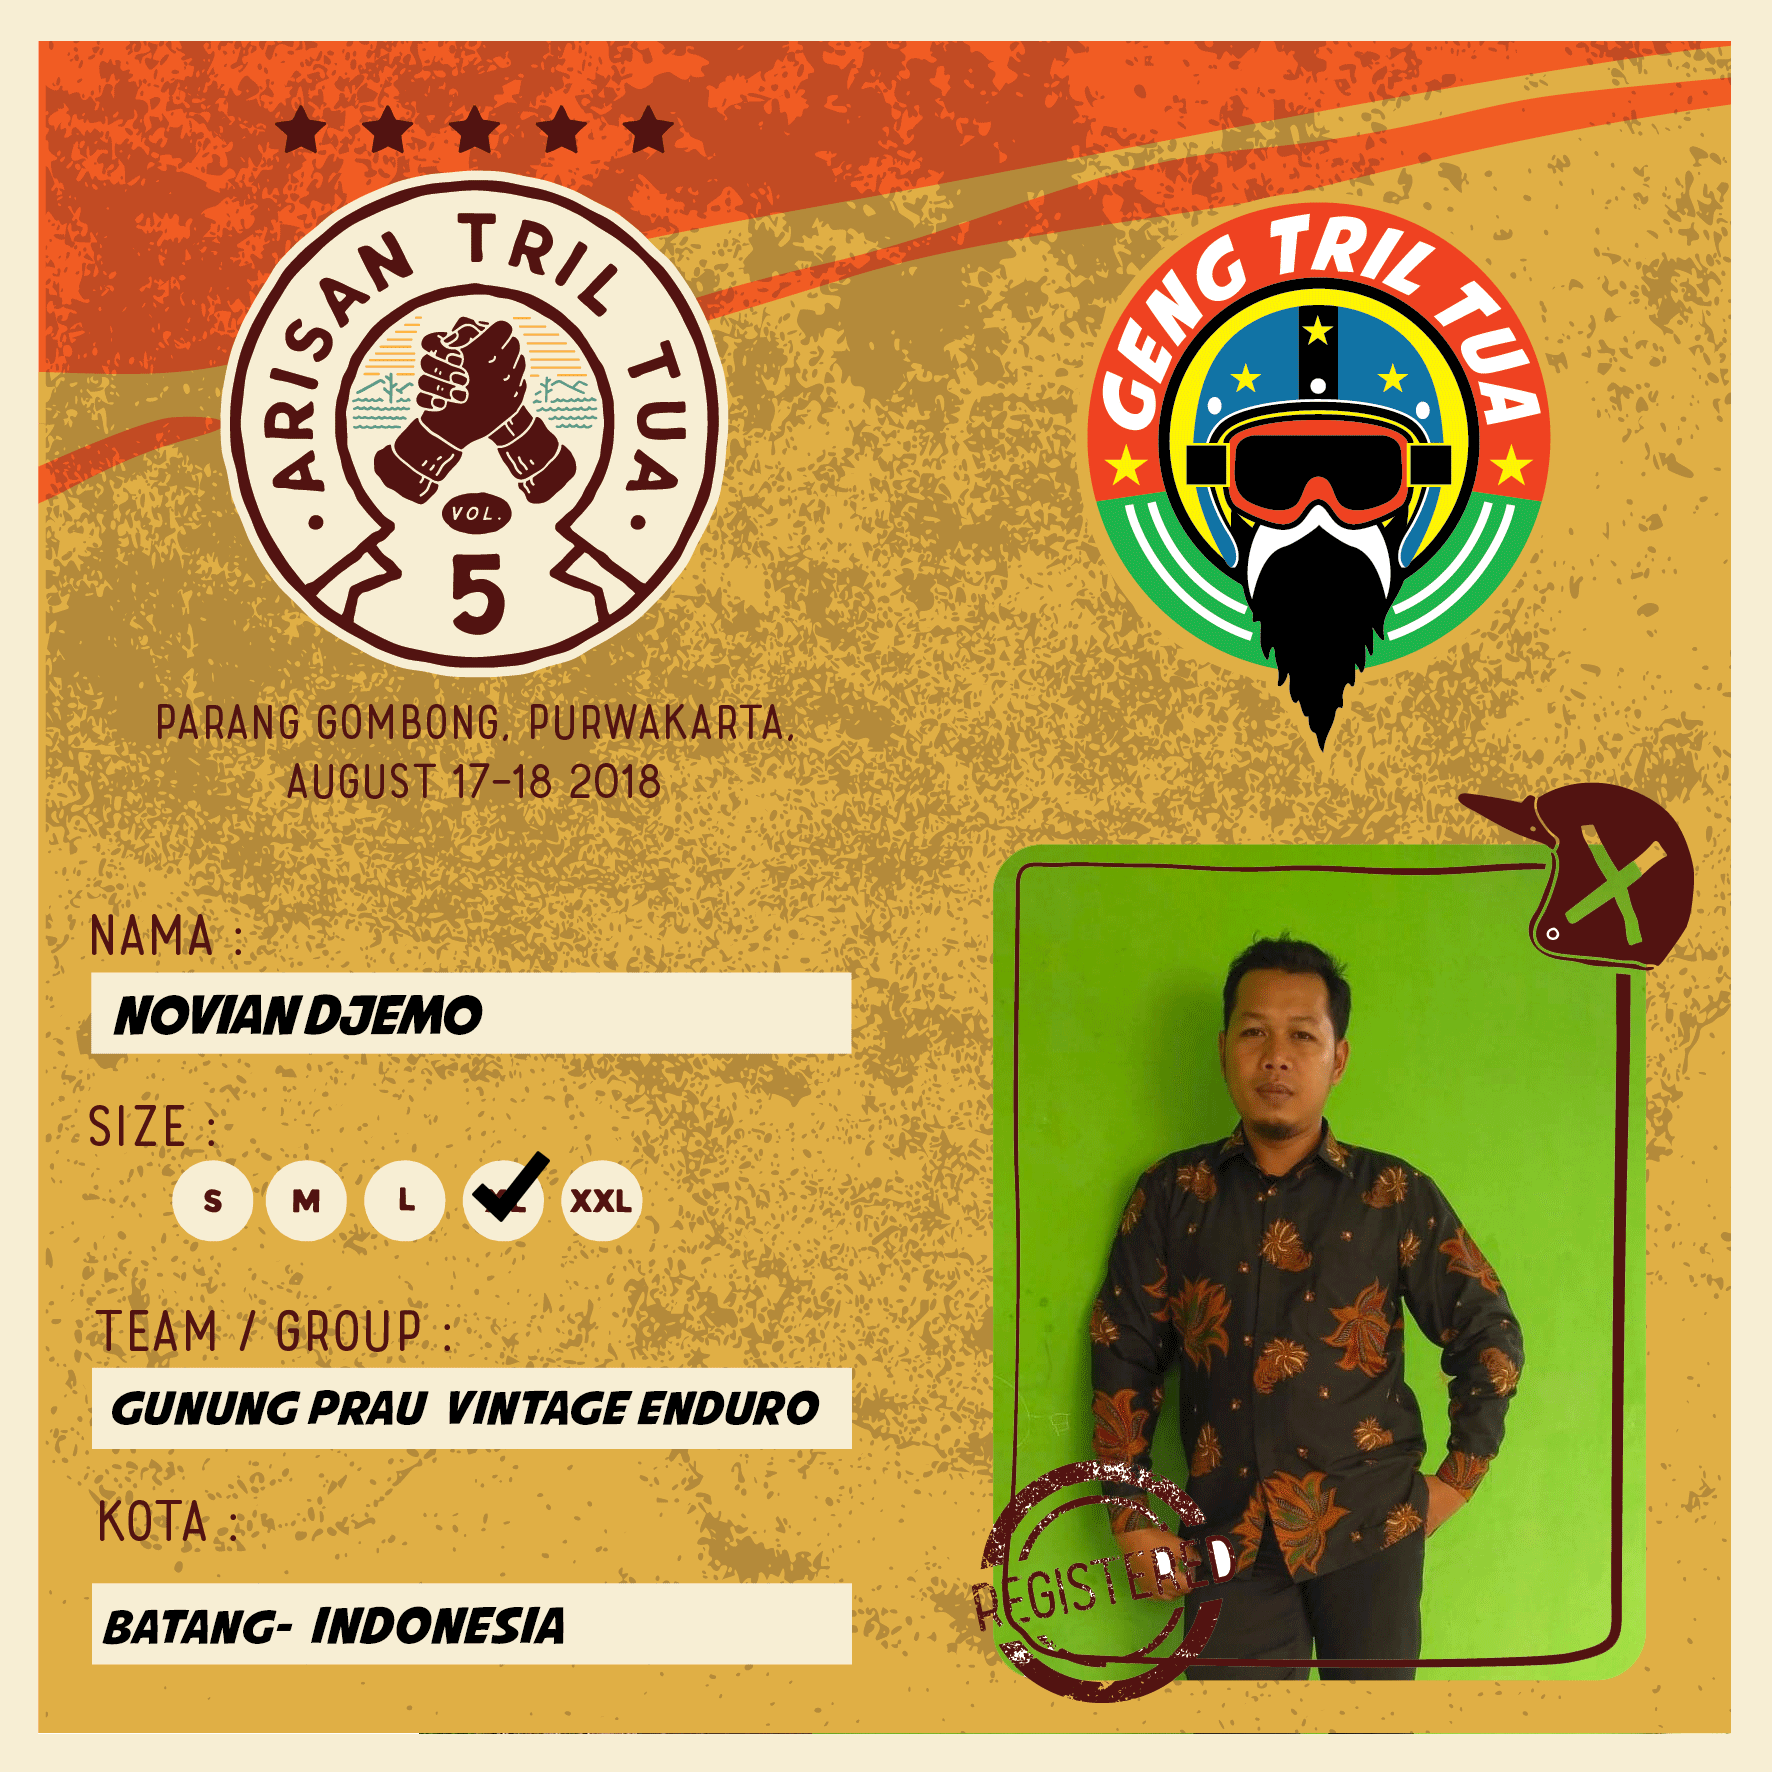 ARISAN TRIL TUA
VOL.
5
GENG TRIL TUA
PARANG GOMBONG, PURWAKARTA,
AUGUST 17-18 2018
NAMA :
NOVIAN DJEMO
SIZE :
S M L XXL
TEAM / GROUP :
GUNUNG PRAU VINTAGE ENDURO
KOTA :
BATANG- INDONESIA
REGISTERED